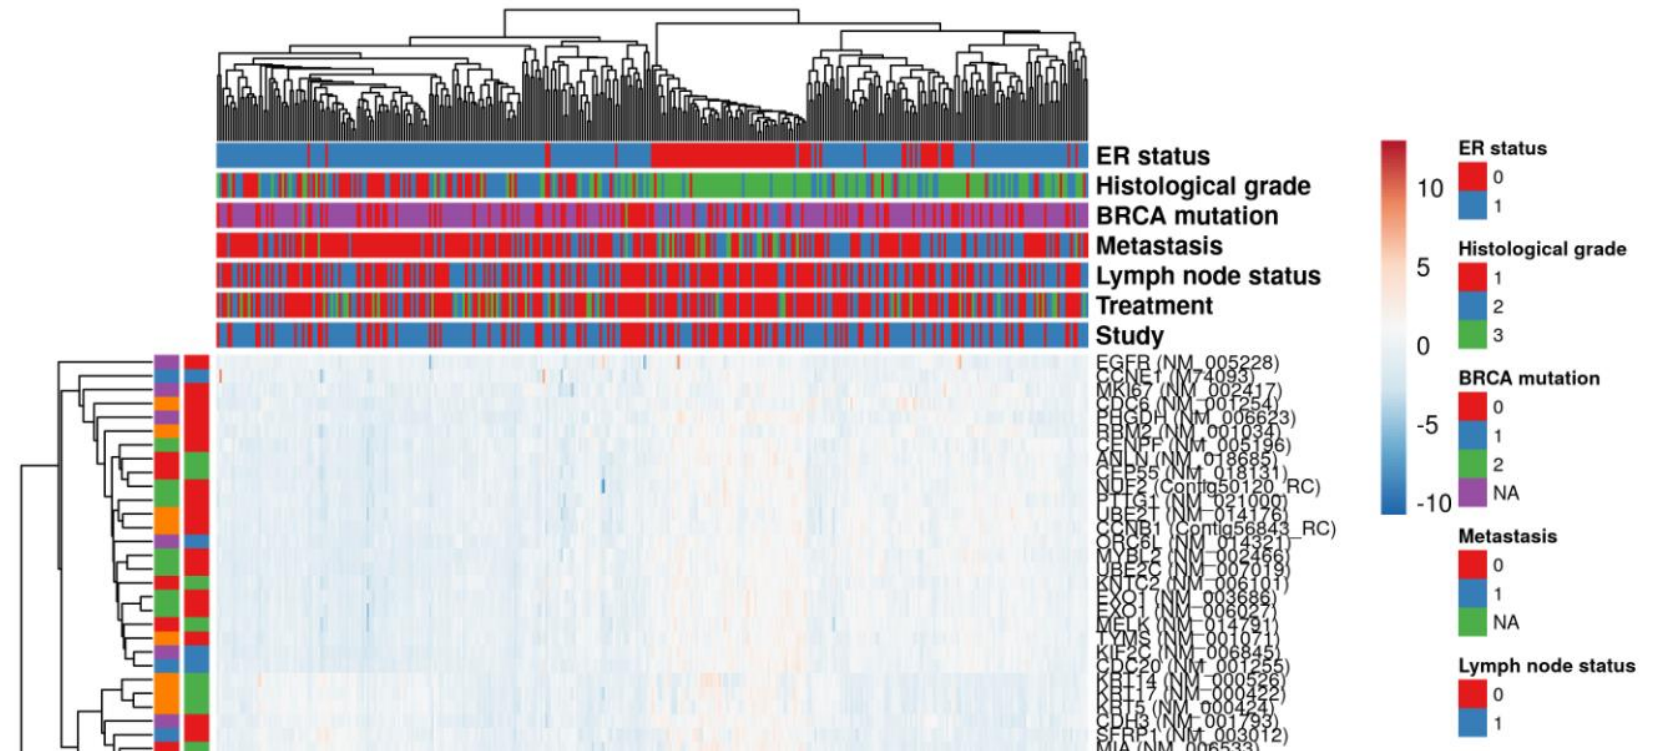 ER status
Histological grade
BRCA mutation
Metastasis
Lymph node status
Treatment
Study
EGFR (NM_005228)
CCNE1 (M74093)
MKI67 (NM_002417)
CDC6 (NM_001254)
PHGDH (NM_006623)
RRM2 (NM_001034)
CENPF (NM_005196)
ANLN (NM_018685)
CEP55 (NM_018131)
NUF2 (Contig50120_RC)
PTTG1 (NM_021000)
UBE2T (NM_014176)
CCNB1 (Contig56843_RC)
ORC6L (NM_014321)
MYBL2 (NM_002466)
UBE2C (NM_007019)
KNTC2 (NM_006101)
EXO1 (NM_003686)
EXO1 (NM_006027)
MELK (NM_014791)
TYMS (NM_001071)
KIF2C (NM_006845)
CDC20 (NM_001255)
KRT14 (NM_000526)
KRT17 (NM_000422)
KRT5 (NM_000424)
CDH3 (NM_001793)
SFRP1 (NM_003012)
MIA (NM_006533)
10
5
0
-5
-10
ER status
0
1
Histological grade
1
2
3
BRCA mutation
0
1
2
NA
Metastasis
0
1
NA
Lymph node status
0
1